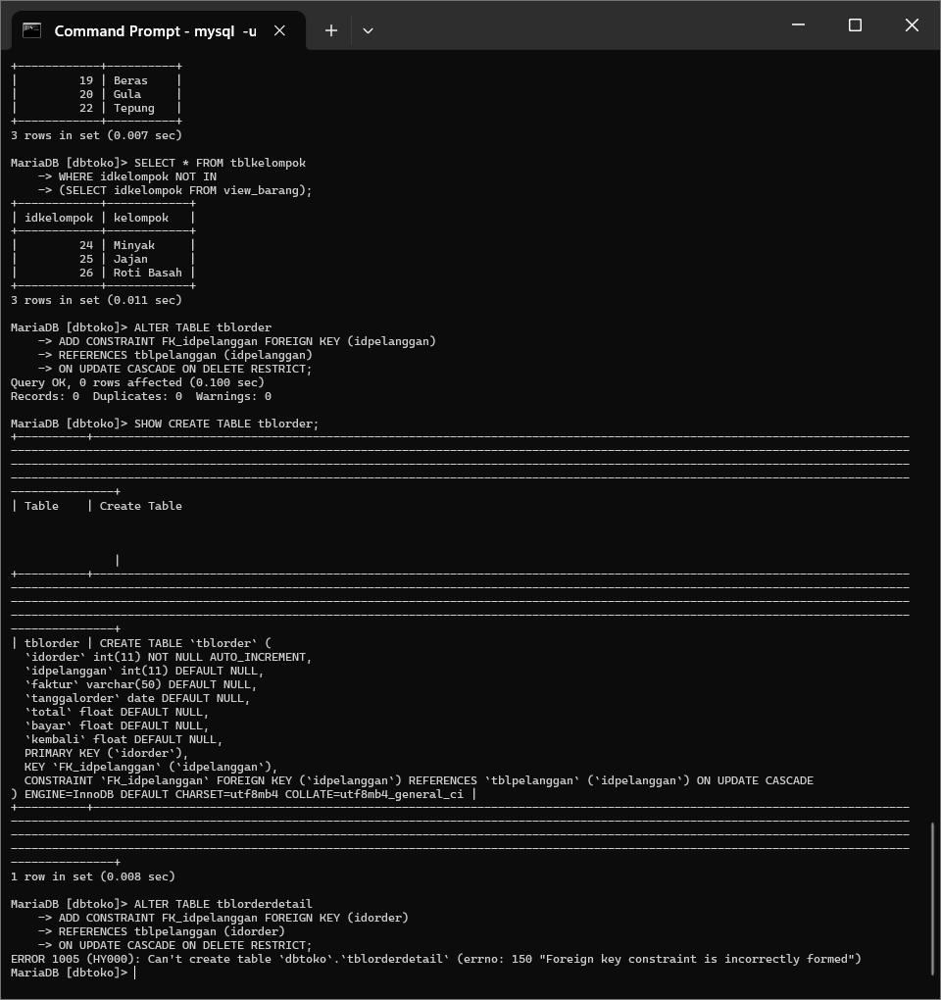 Command Prompt - mysql  -u
+------------+----------+
|         19 | Beras    |
|         20 | Gula     |
|         22 | Tepung   |
+------------+----------+
3 rows in set (0.007 sec)
MariaDB [dbtoko]> SELECT * FROM tblkelompok
    -> WHERE idkelompok NOT IN
    -> (SELECT idkelompok FROM view_barang);
+------------+------------+
| idkelompok | kelompok   |
+------------+------------+
|         24 | Minyak     |
|         25 | Jajan      |
|         26 | Roti Basah |
+------------+------------+
3 rows in set (0.011 sec)
MariaDB [dbtoko]> ALTER TABLE tblorder
    -> ADD CONSTRAINT FK_idpelanggan FOREIGN KEY (idpelanggan)
    -> REFERENCES tblpelanggan (idpelanggan)
    -> ON UPDATE CASCADE ON DELETE RESTRICT;
Query OK, 0 rows affected (0.100 sec)
Records: 0  Duplicates: 0  Warnings: 0
MariaDB [dbtoko]> SHOW CREATE TABLE tblorder;
| Table    | Create Table
|
| tblorder | CREATE TABLE `tblorder` (
  `idorder` int(11) NOT NULL AUTO_INCREMENT,
  `idpelanggan` int(11) DEFAULT NULL,
  `faktur` varchar(50) DEFAULT NULL,
  `tanggalorder` date DEFAULT NULL,
  `total` float DEFAULT NULL,
  `bayar` float DEFAULT NULL,
  `kembali` float DEFAULT NULL,
  PRIMARY KEY (`idorder`),
  KEY `FK_idpelanggan` (`idpelanggan`),
  CONSTRAINT `FK_idpelanggan` FOREIGN KEY (`idpelanggan`) REFERENCES `tblpelanggan` (`idpelanggan`) ON UPDATE CASCADE
) ENGINE=InnoDB DEFAULT CHARSET=utf8mb4 COLLATE=utf8mb4_general_ci |
1 row in set (0.008 sec)
MariaDB [dbtoko]> ALTER TABLE tblorderdetail
    -> ADD CONSTRAINT FK_idpelanggan FOREIGN KEY (idorder)
    -> REFERENCES tblpelanggan (idorder)
    -> ON UPDATE CASCADE ON DELETE RESTRICT;
ERROR 1005 (HY000): Can't create table `dbtoko`.`tblorderdetail` (errno: 150 "Foreign key constraint is incorrectly formed")
MariaDB [dbtoko]>